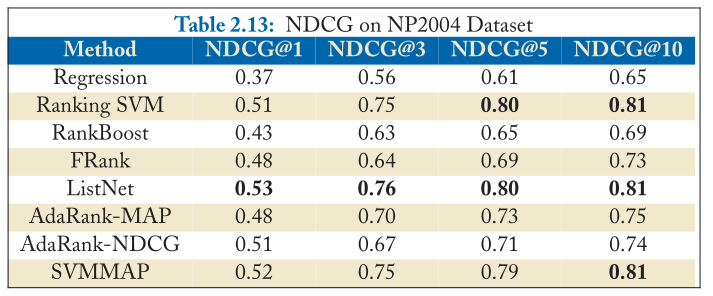 Table 2.13: NDCG on NP2004 Dataset
Method NDCG@1 NDCG@3 NDCG@5 NDCG@10
Regression 0.37 0.56 0.61 0.65
Ranking SVM 0.51 0.75 0.80 0.81
RankBoost 0.43 0.63 0.65 0.69
FRank 0.48 0.64 0.69 0.73
ListNet 0.53 0.76 0.80 0.81
AdaRank-MAP 0.48 0.70 0.73 0.75
AdaRank-NDCG 0.51 0.67 0.71 0.74
SVMMAP 0.52 0.75 0.79 0.81